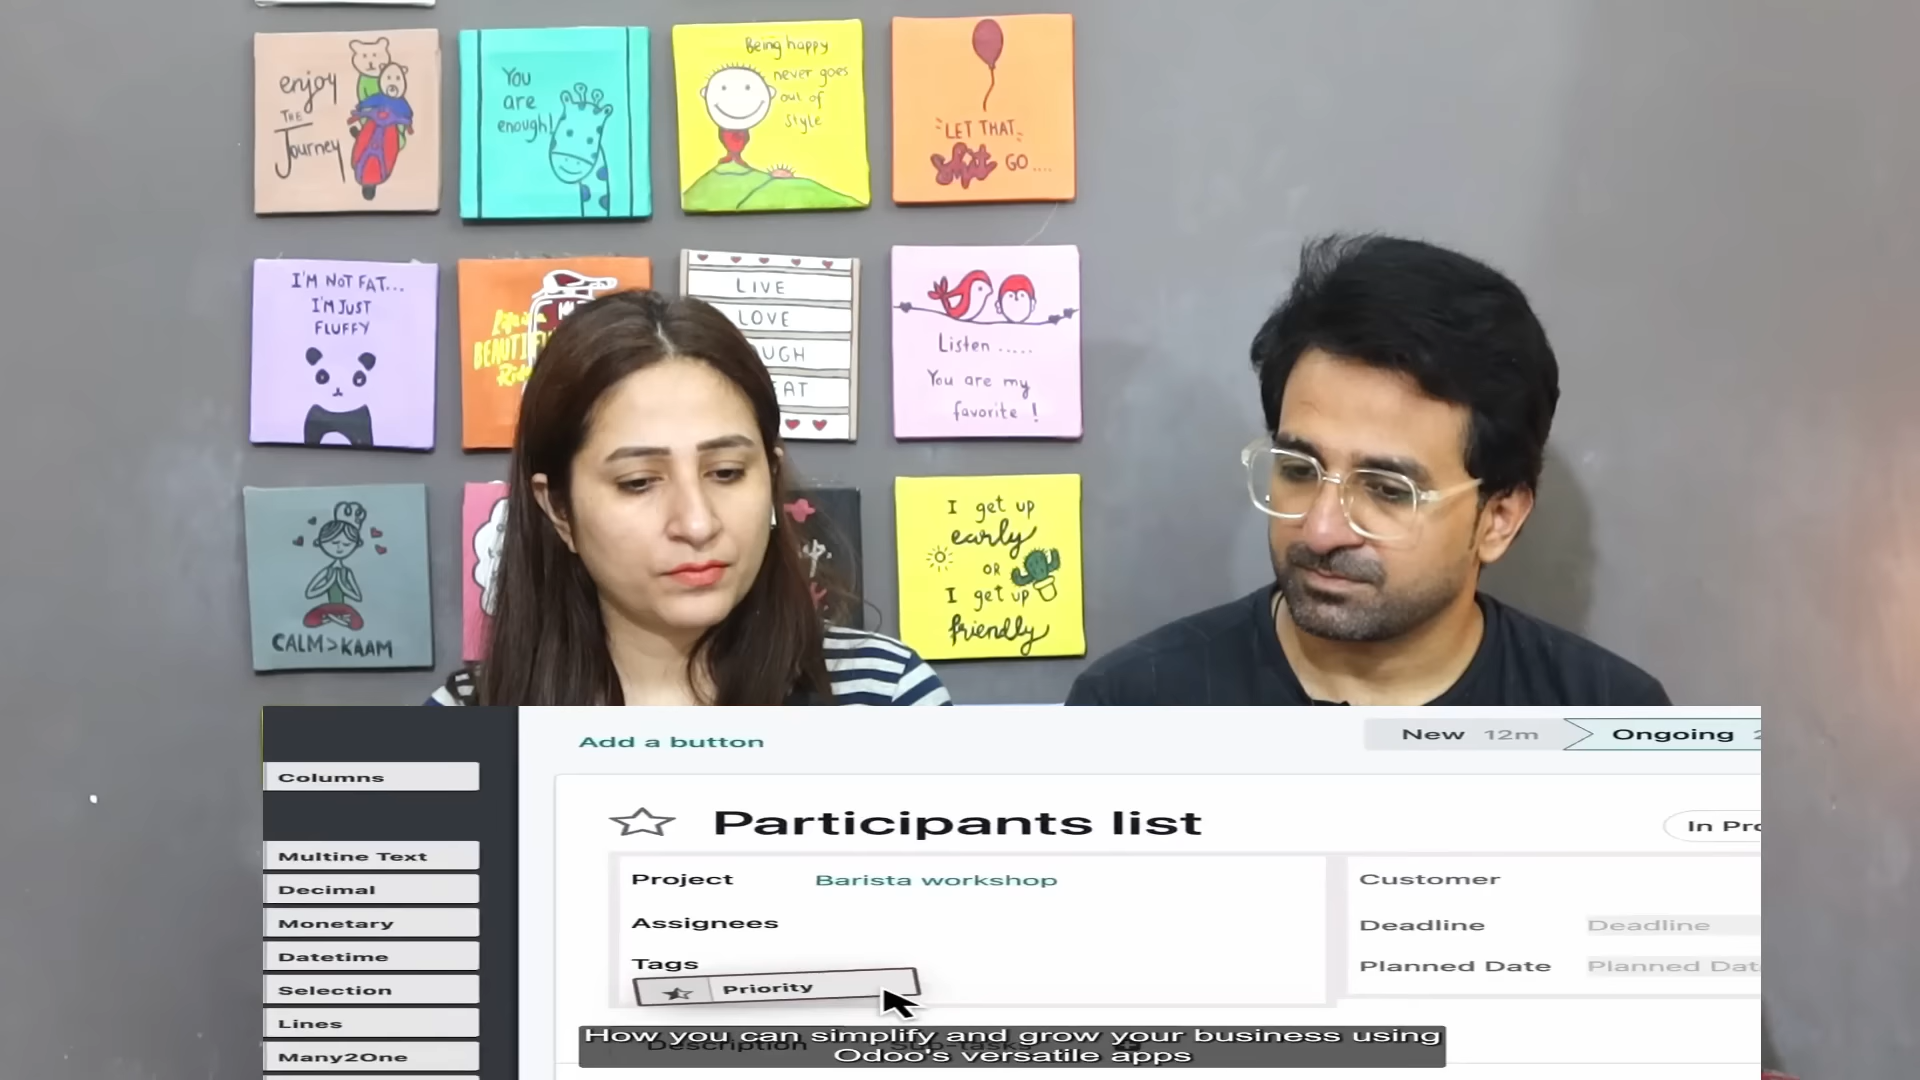 enjoy
THE
Journey
You
are
enough!
Being happy
never goes
out of
style
LET THAT
shit GO ....
I'M NOT FAT...
I'M JUST
FLUFFY
LIVE
LOVE
Listen .....
You are my
favorite !
I get up
early
OR
I get up
friendly
CALM>KAAM
Add a button
New 12m
Ongoing
Columns
Participants list
Multine Text
Decimal
Monetary
Datetime
Selection
Lines
Many2One
Project Barista workshop
Assignees
Tags
Priority
Customer
Deadline Deadline
Planned Date Planned
How you can simplify and grow your business using
Odoo's versatile apps